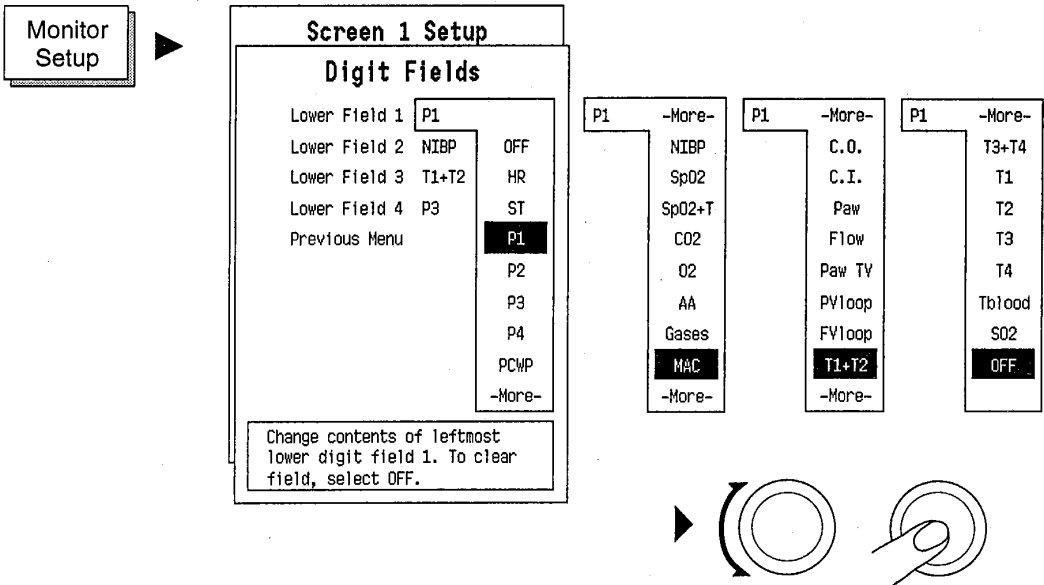 Monitor
Setup
Screen 1 Setup
Digit Fields
Lower Field 1 P1
Lower Field 2 NIBP
Lower Field 3 T1+T2
Lower Field 4 P3
Previous Menu
OFF
HR
ST
P1
P2
P3
P4
PCWP
-More-
Change contents of leftmost
lower digit field 1. To clear
field, select OFF.
P1 -More-
NIBP
SpO2
SpO2+T
CO2
O2
AA
Gases
MAC
-More-
P1 -More-
C.O.
C.I.
Paw
Flow
Paw TV
PVloop
FVloop
T1+T2
-More-
P1 -More-
T3+T4
T1
T2
T3
T4
Tblood
SO2
OFF